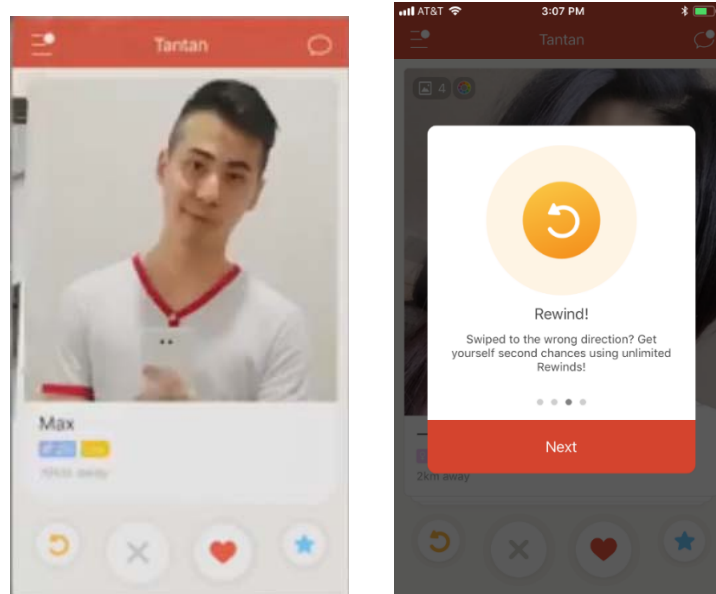 Tantan
Max
AT&T
3:07 PM
Tantan
4
Rewind!
Swiped to the wrong direction? Get
yourself second chances using unlimited
Rewinds!
Next
2km away